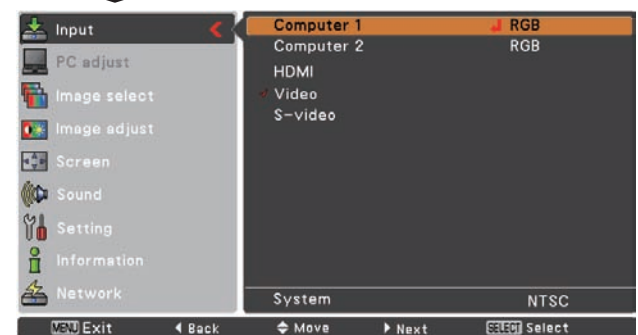 Input
PC adjust
Image select
Image adjust
Screen
Sound
Setting
Information
Network
Computer 1 RGB
Computer 2 RGB
HDMI
Video
S-video
System NTSC
MENU Exit Back Move Next SELECT Select